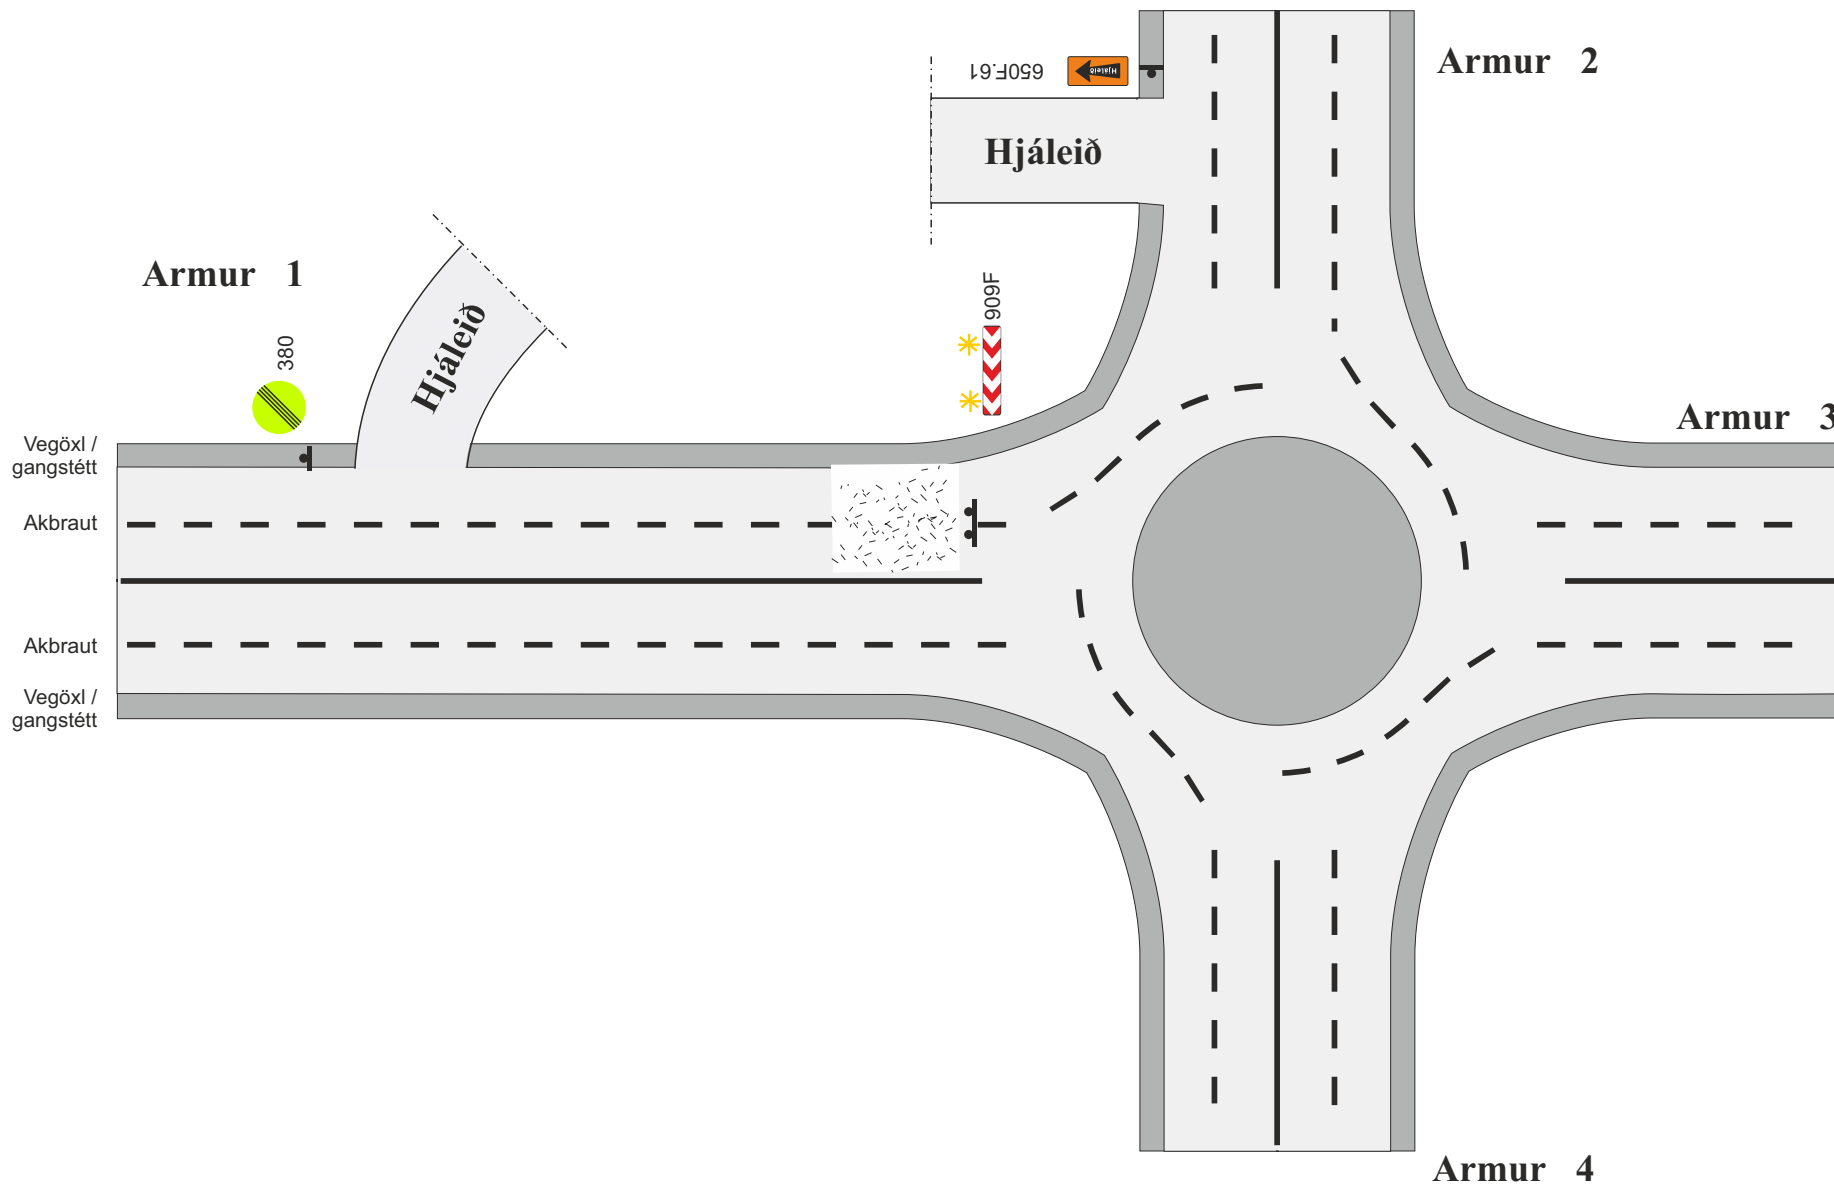 Armur 2
650F.61
Hjáleið
Hjáleið
Armur 1
Hjáleið
380
909F
Armur 3
Vegöxl /
gangstétt
Akbraut
Akbraut
Vegöxl /
gangstétt
Armur 4